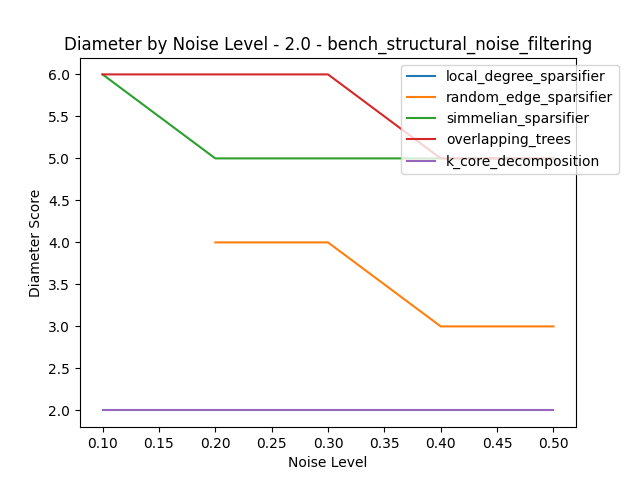 Diameter by Noise Level - 2.0 - bench_structural_noise_filtering
local_degree_sparsifier
random_edge_sparsifier
simmelian_sparsifier
overlapping_trees
k_core_decomposition
Diameter Score
6.0
5.5
5.0
4.5
4.0
3.5
3.0
2.5
2.0
0.10 0.15 0.20 0.25 0.30 0.35 0.40 0.45 0.50
Noise Level